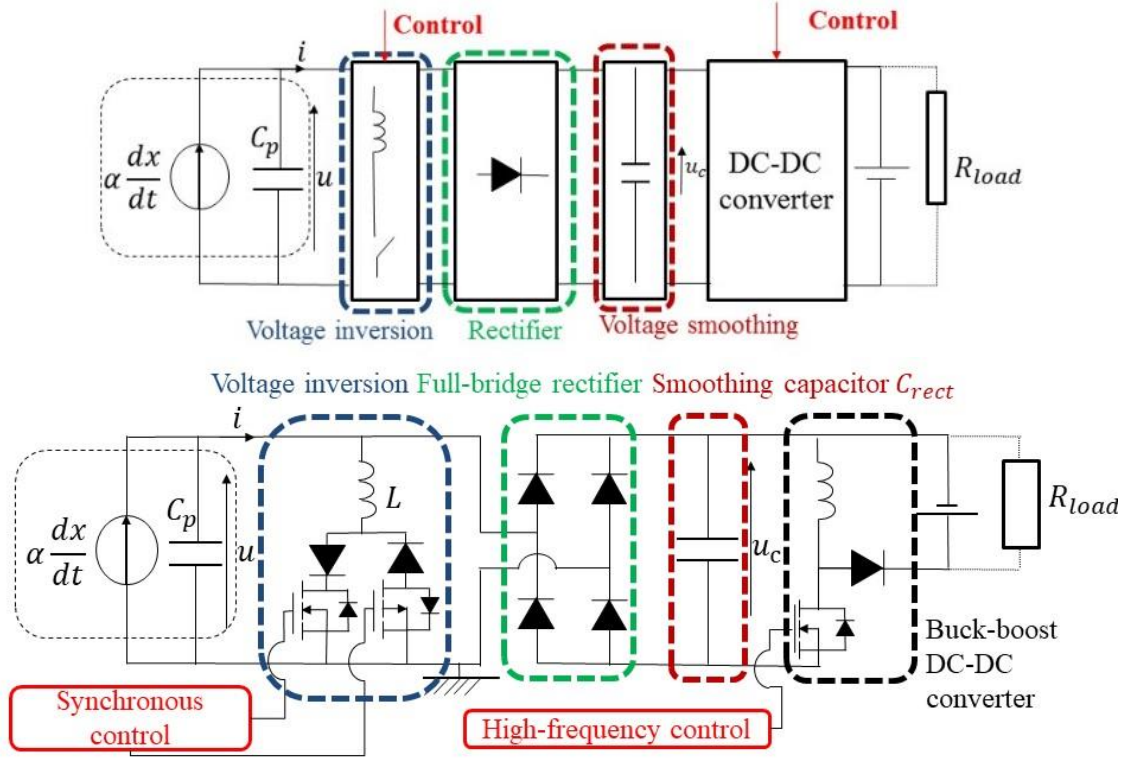 Control
Control
i
α dx/dt
C_p
u
u_c
DC-DC
converter
R_load
Voltage inversion
Rectifier
Voltage smoothing
Voltage inversion
Full-bridge rectifier
Smoothing capacitor C_rect
i
α dx/dt
C_p
u
L
u_c
R_load
Buck-boost
DC-DC
converter
Synchronous
control
High-frequency control